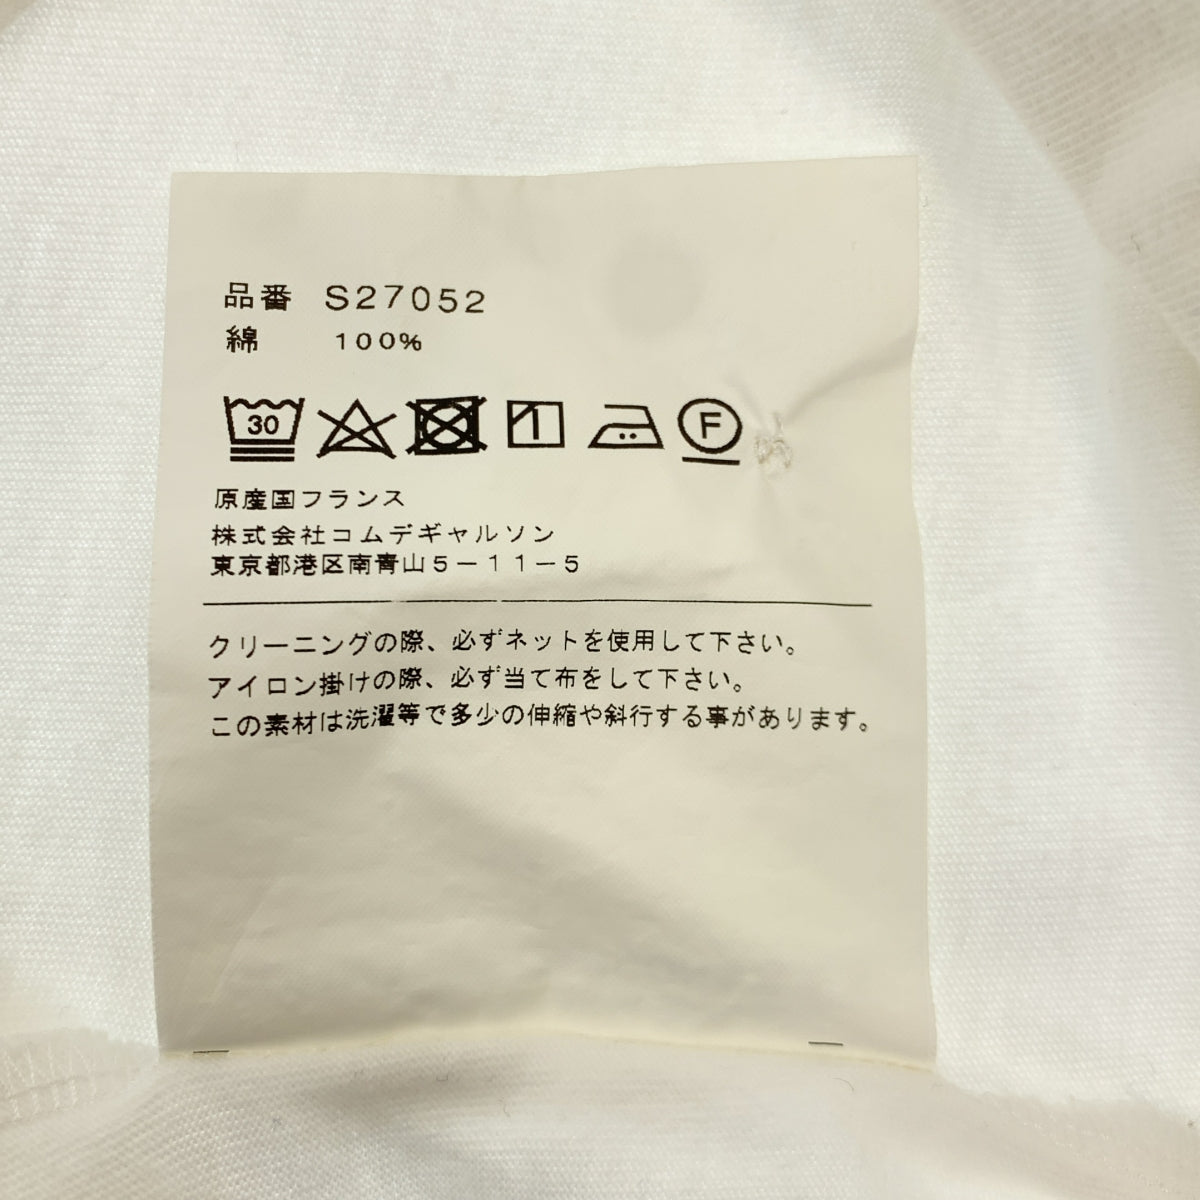 品番 S27052
綿 100%
30 F
原産国フランス
株式会社コムデギャルソン
東京都港区南青山5－11－5
クリーニングの際、必ずネットを使用して下さい。
アイロン掛けの際、必ず当て布をして下さい。
この素材は洗濯等で多少の伸縮や斜行する事があります。